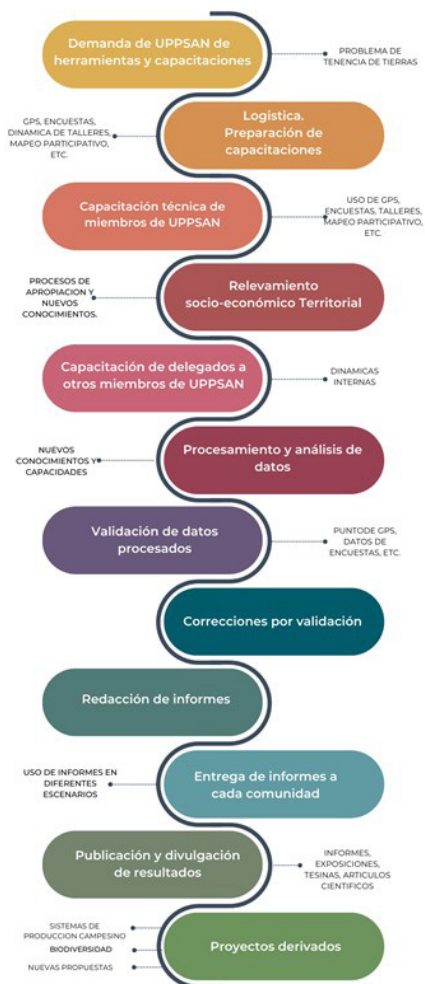 Demanda de UPPSAN de
herramientas y capacitaciones
PROBLEMA DE
TENENCIA DE TIERRAS
GPS, ENCUESTAS,
DINAMICA DE TALLERES,
MAPEO PARTICIPATIVO,
ETC.
Logistica.
Preparación de
capacitaciones
Capacitación técnica de
miembros de UPPSAN
USO DE GPS,
ENCUESTAS, TALLERES,
MAPEO PARTICIPATIVO,
ETC.
PROCESOS DE
APROPIACION Y
NUEVOS
CONOCIMIENTOS.
Relevamiento
socio-económico Territorial
Capacitación de delegados a
otros miembros de UPPSAN
DINAMICAS
INTERNAS
NUEVOS
CONOCIMIENTOS Y
CAPACIDADES
Procesamiento y análisis de
datos
Validación de datos
procesados
PUNTODE GPS,
DATOS DE
ENCUESTAS, ETC.
Correcciones por validación
Redacción de informes
USO DE INFORMES EN
DIFERENTES
ESCENARIOS
Entrega de informes a
cada comunidad
Publicación y divulgación
de resultados
INFORMES,
EXPOSICIONES,
TESINAS, ARTICULOS
CIENTIFICOS
SISTEMAS DE
PRODUCCION CAMPESINO
BIODIVERSIDAD
NUEVAS PROPUESTAS
Proyectos derivados